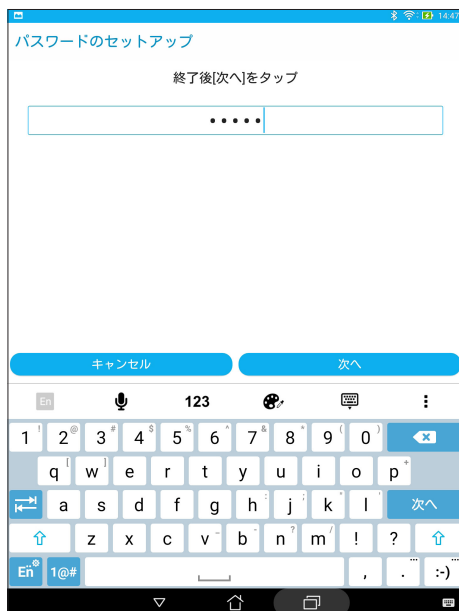 14:47
パスワードのセットアップ
終了後[次へ]をタップ
•••••
キャンセル 次へ
En 123
1 ! 2 @ 3 # 4 $ 5 % 6 ^ 7 & 8 * 9 ( 0 )
q [ w ] e r t y u i o p +
a s d f g h : j ; k " l ' 次へ
z x c v - b - n ? m / ! ?
En 1@# , . ... :-) ...